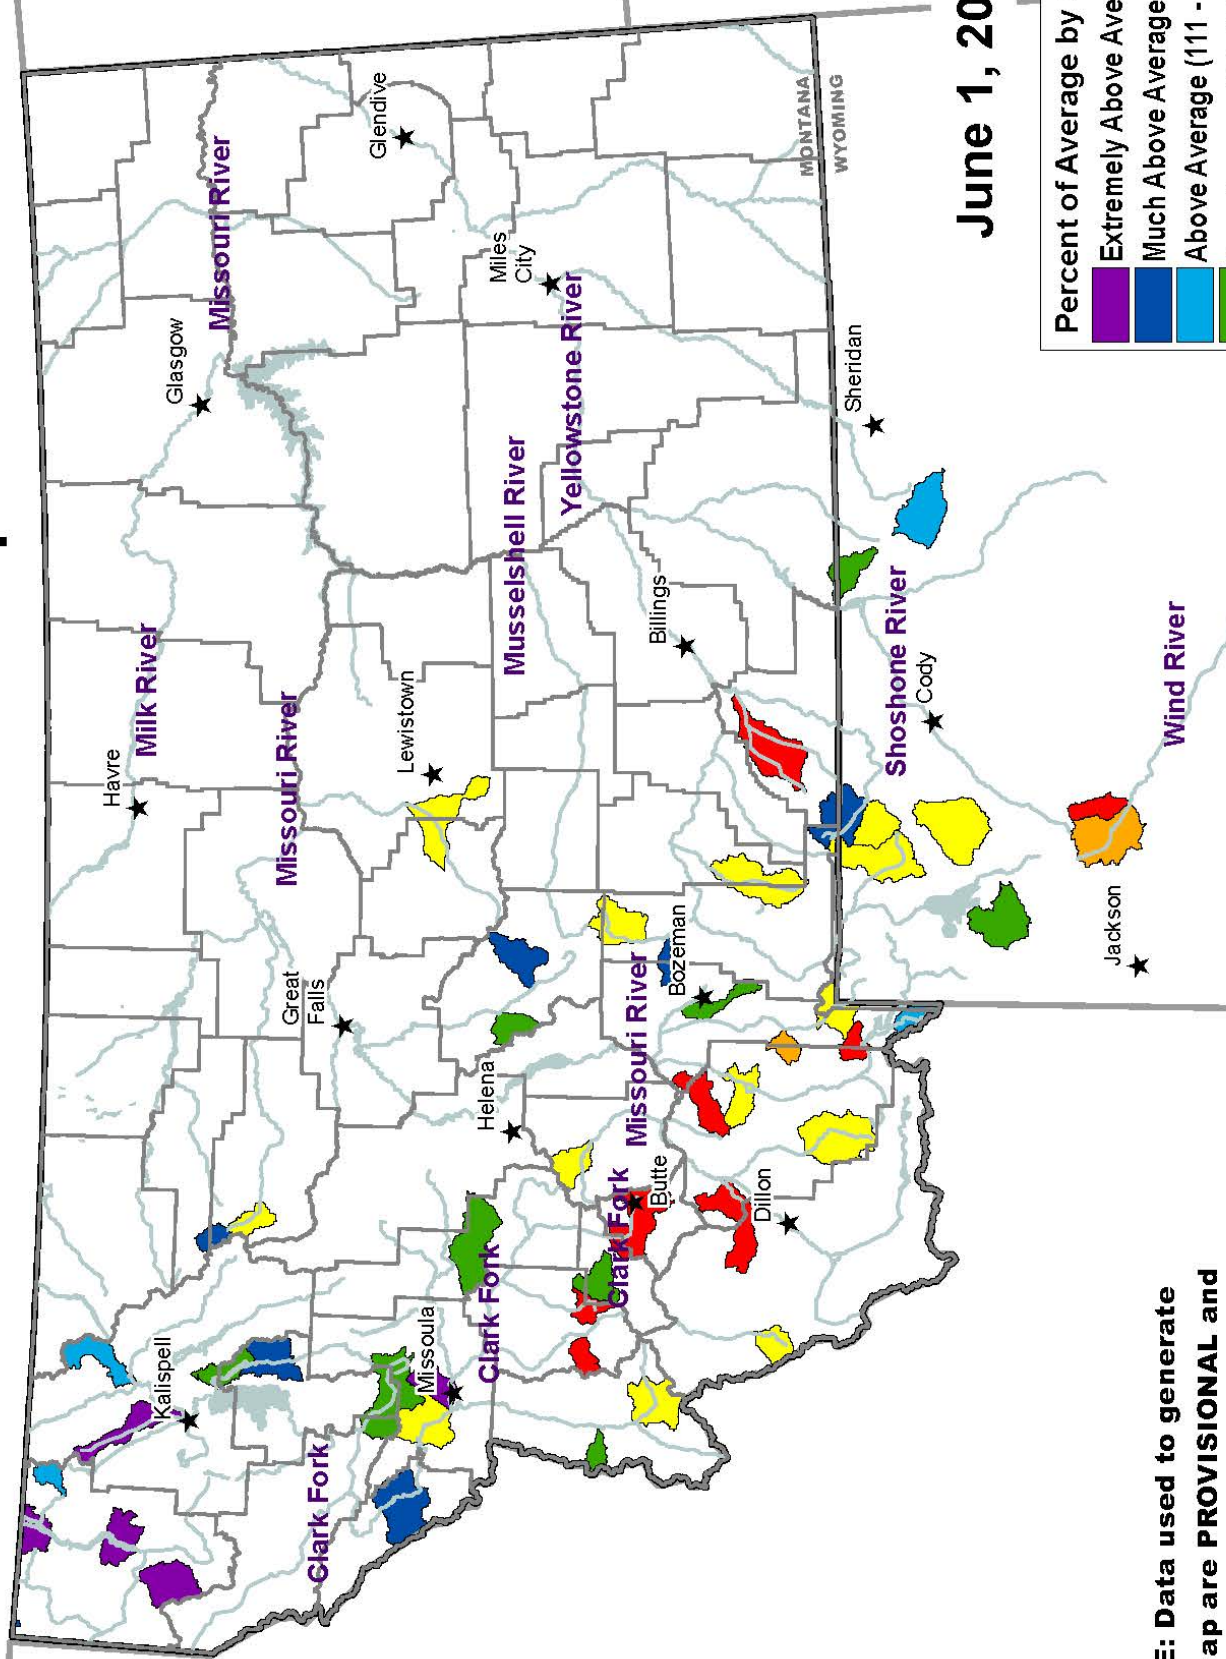 Havre
Milk River
Glasgow
Missouri River
Kalispell
Great
Falls
Missouri River
Lewistown
Glendive
Clark Fork
Missoula
Clark Fork
Helena
Musselshell River
Miles
City
Yellowstone River
Clark Fork
Butte
Missouri River
Bozeman
Billings
Dillon
MONTANA
WYOMING
Sheridan
Shoshone River
Cody
Jackson
Wind River
June 1, 20
Percent of Average by
Extremely Above Ave
Much Above Average
Above Average (111 -
E: Data used to generate
ap are PROVISIONAL and